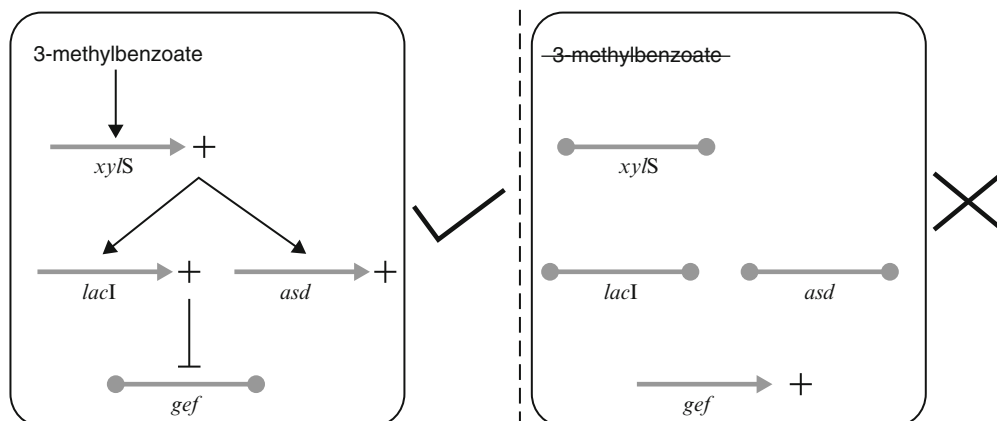 3-methylbenzoate
xylS +
lacI + asd +
gef
3-methylbenzoate
xylS
lacI asd
gef +